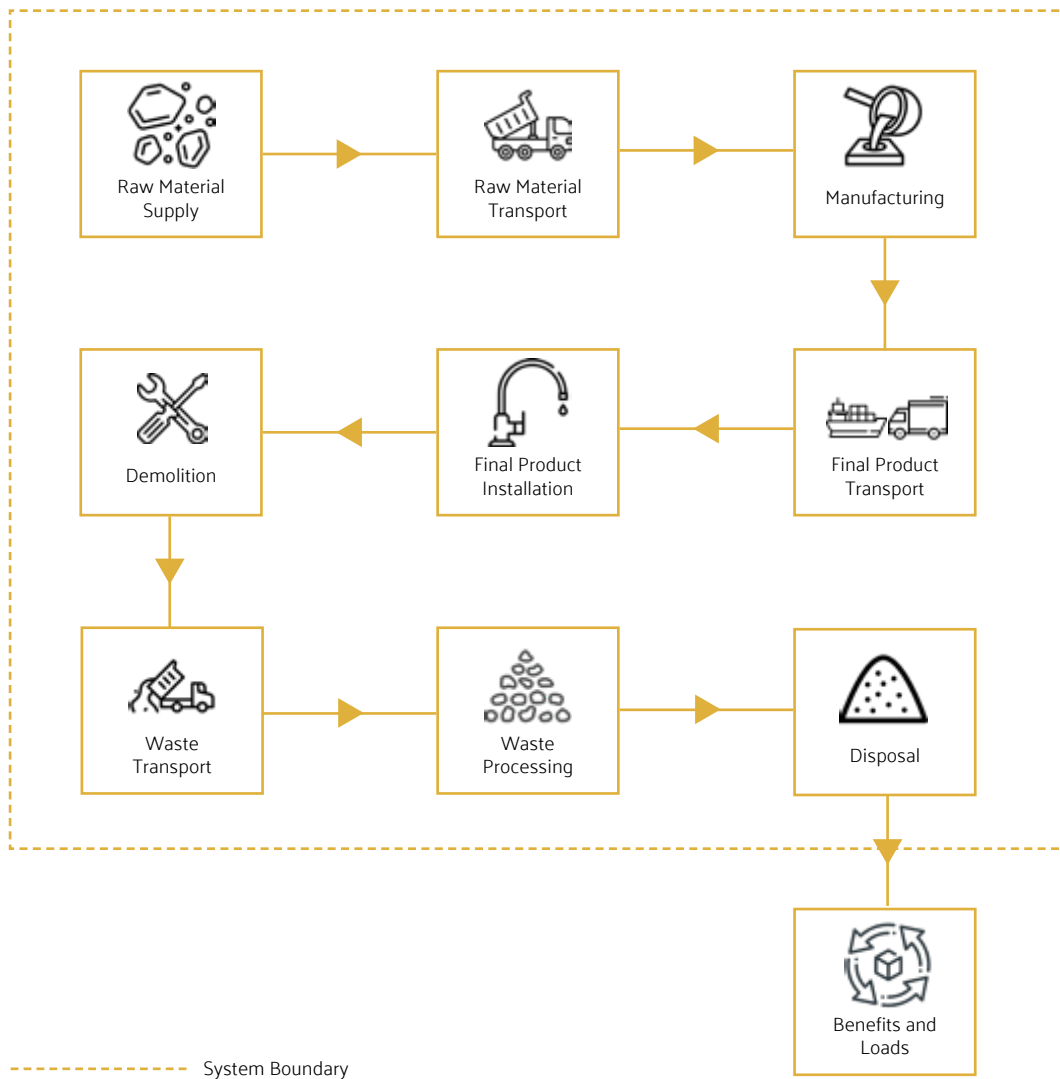 Raw Material
Supply
Raw Material
Transport
Manufacturing
Demolition
Final Product
Installation
Final Product
Transport
Waste
Transport
Waste
Processing
Disposal
Benefits and
Loads
System Boundary